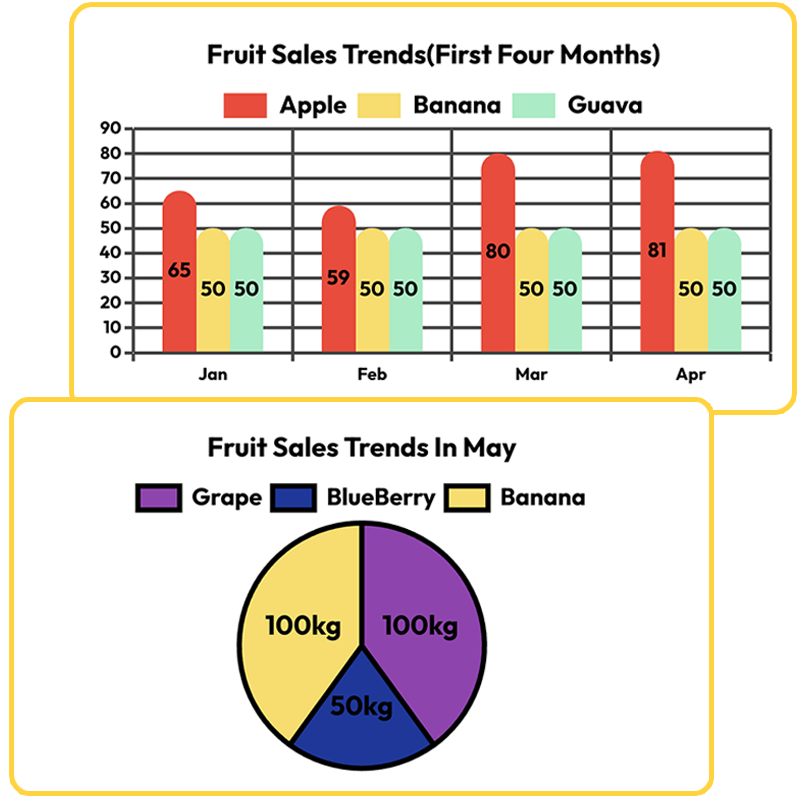 Fruit Sales Trends(First Four Months)
Apple Banana Guava
90
80
70
60
50
40
30
20
10
0
65 50 50 59 50 50 80 50 50 81 50 50
Jan Feb Mar Apr
Fruit Sales Trends In May
Grape BlueBerry Banana
100kg 100kg
50kg